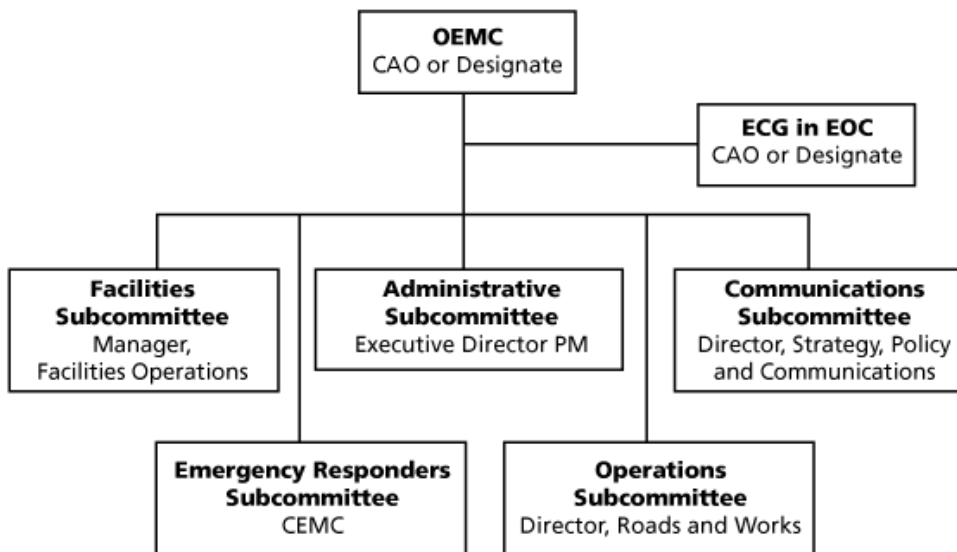 OEMC
CAO or Designate
ECG in EOC
CAO or Designate
Facilities
Subcommittee
Manager,
Facilities Operations
Administrative
Subcommittee
Executive Director PM
Communications
Subcommittee
Director, Strategy, Policy
and Communications
Emergency Responders
Subcommittee
CEMC
Operations
Subcommittee
Director, Roads and Works